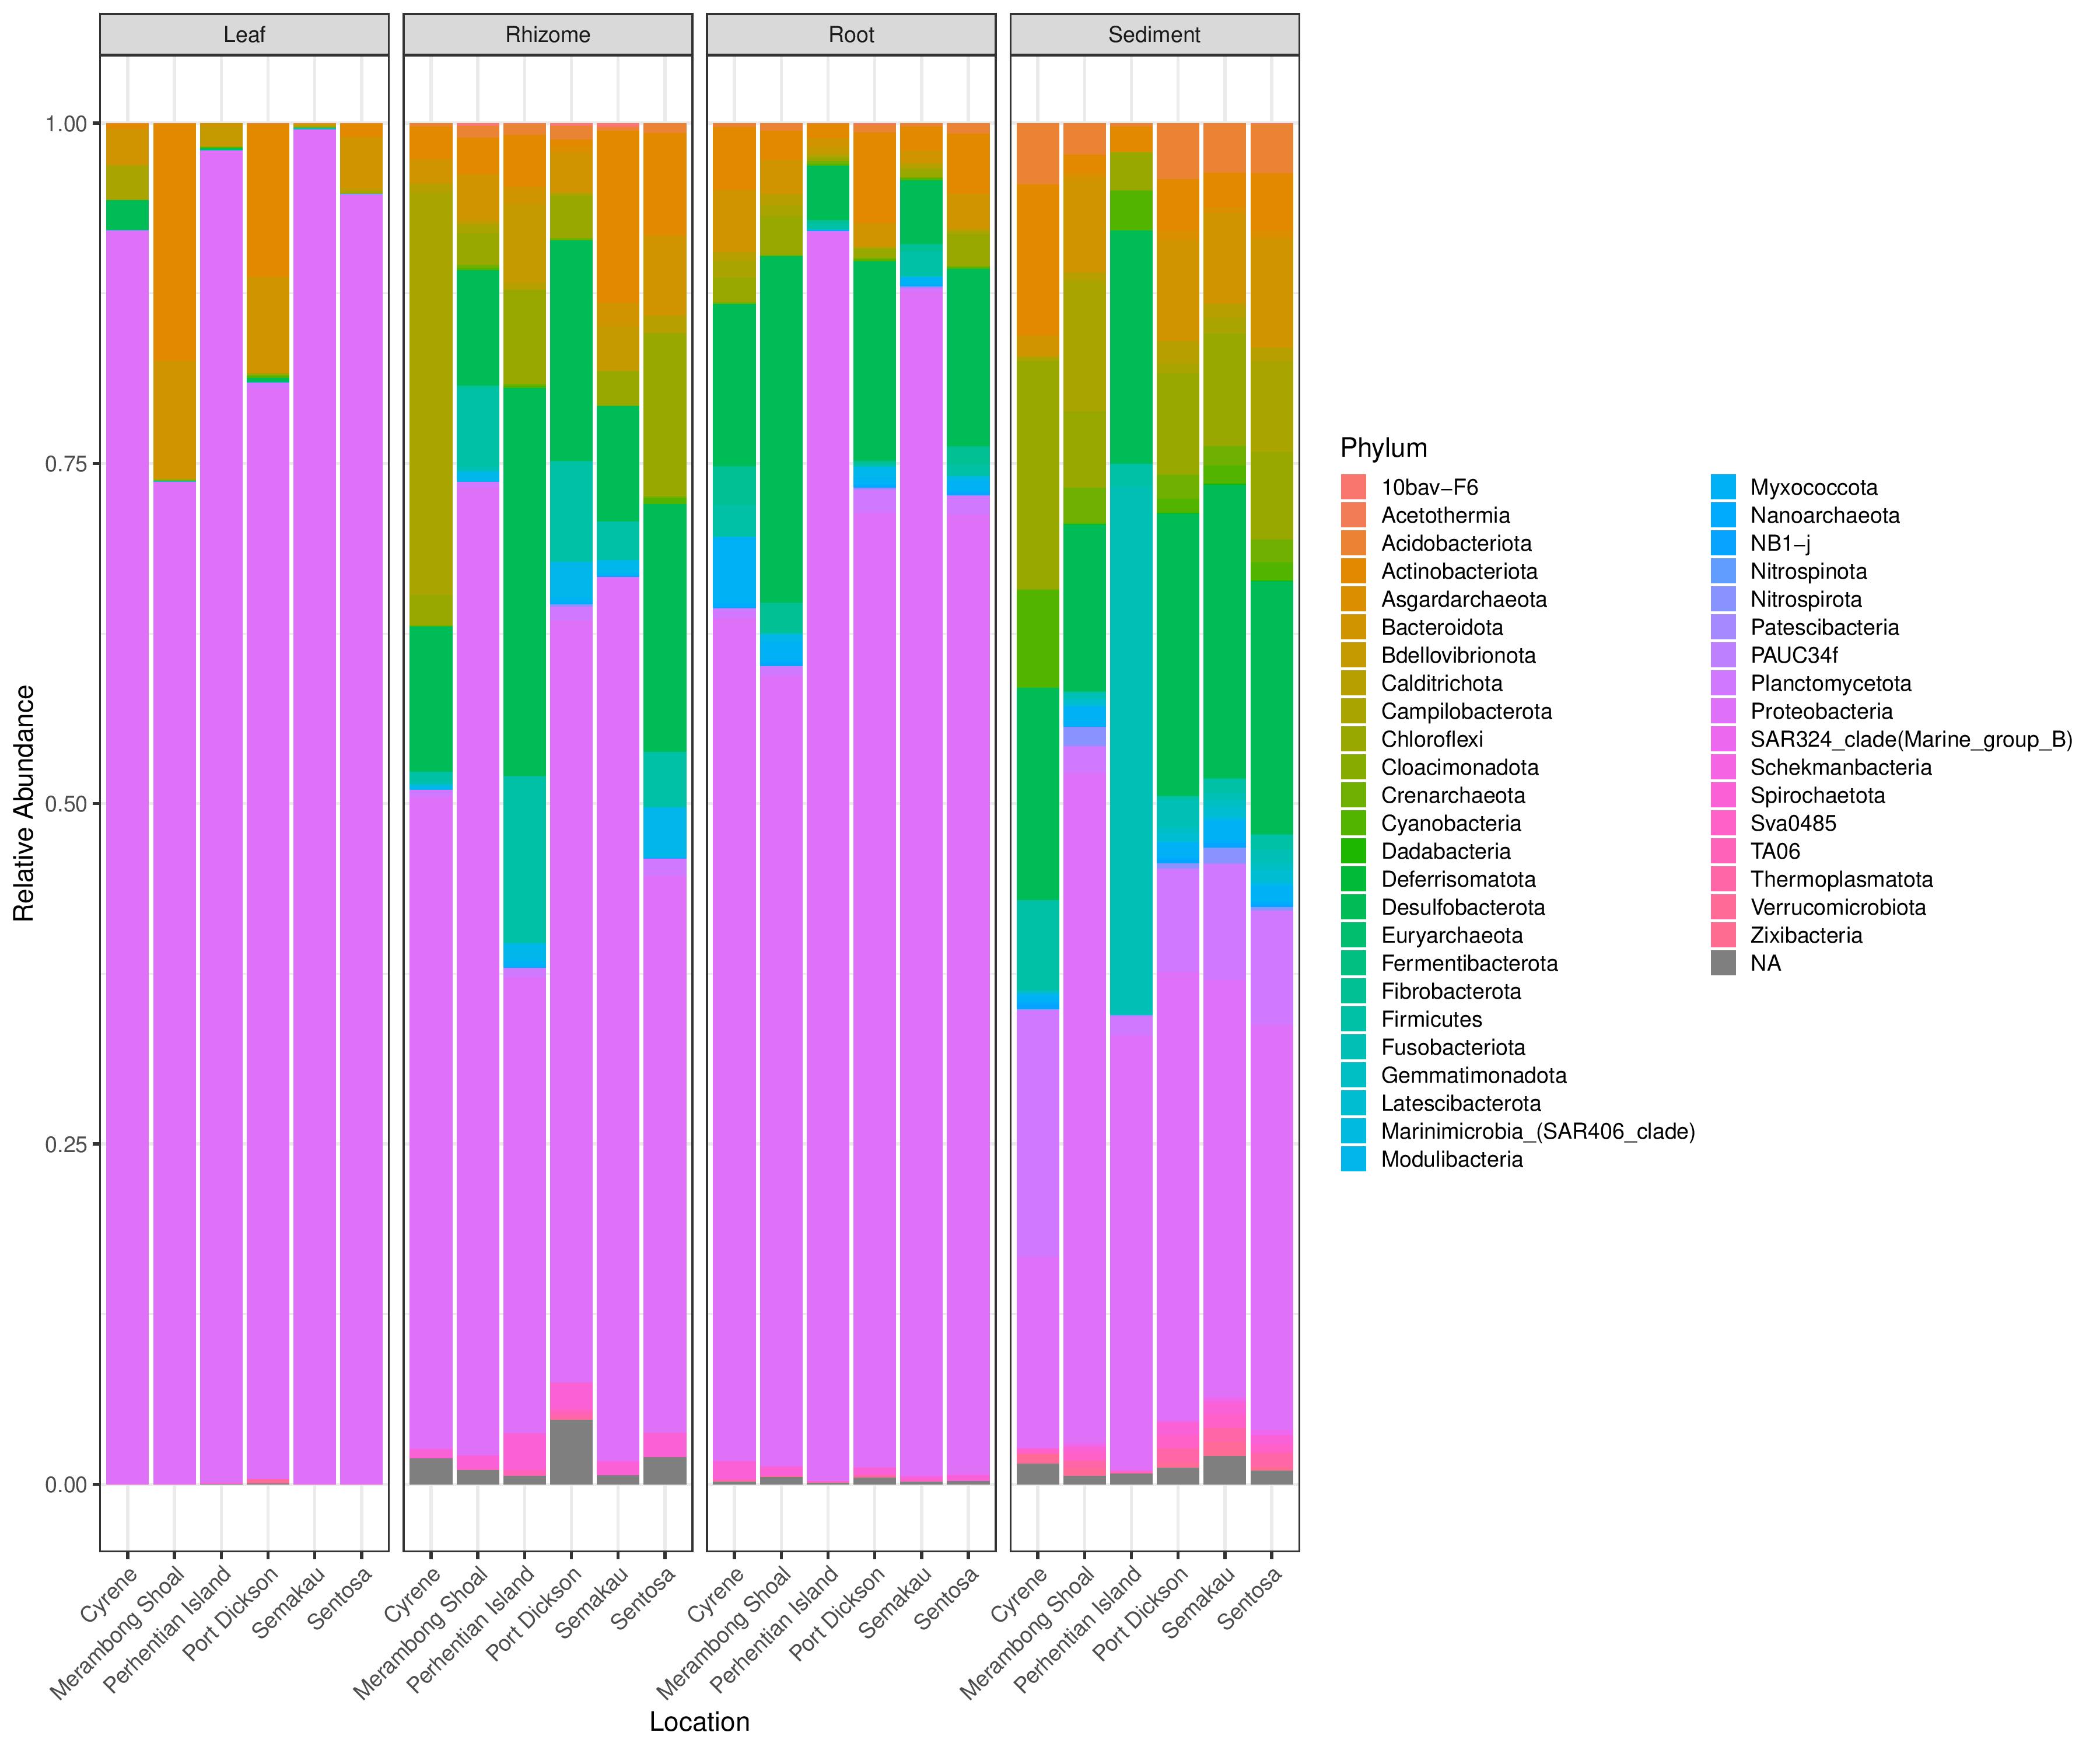 Leaf Rhizome Root Sediment
1.00
0.75
0.50
0.25
0.00
Relative Abundance
Cyrene Merambong Shoal Perhentian Island Port Dickson Semakau Sentosa Cyrene Merambong Shoal Perhentian Island Port Dickson Semakau Sentosa Cyrene Merambong Shoal Perhentian Island Port Dickson Semakau Sentosa Cyrene Merambong Shoal Perhentian Island Port Dickson Semakau Sentosa
Location
Phylum
10bav−F6
Acetothermia
Acidobacteriota
Actinobacteriota
Asgardarchaeota
Bacteroidota
Bdellovibrionota
Calditrichota
Campilobacterota
Chloroflexi
Cloacimonadota
Crenarchaeota
Cyanobacteria
Dadabacteria
Deferrisomatota
Desulfobacterota
Euryarchaeota
Fermentibacterota
Fibrobacterota
Firmicutes
Fusobacteriota
Gemmatimonadota
Latescibacterota
Marinimicrobia_(SAR406_clade)
Modulibacteria
Myxococcota
Nanoarchaeota
NB1−j
Nitrospinota
Nitrospirota
Patescibacteria
PAUC34f
Planctomycetota
Proteobacteria
SAR324_clade(Marine_group_B)
Schekmanbacteria
Spirochaetota
Sva0485
TA06
Thermoplasmatota
Verrucomicrobiota
Zixibacteria
NA